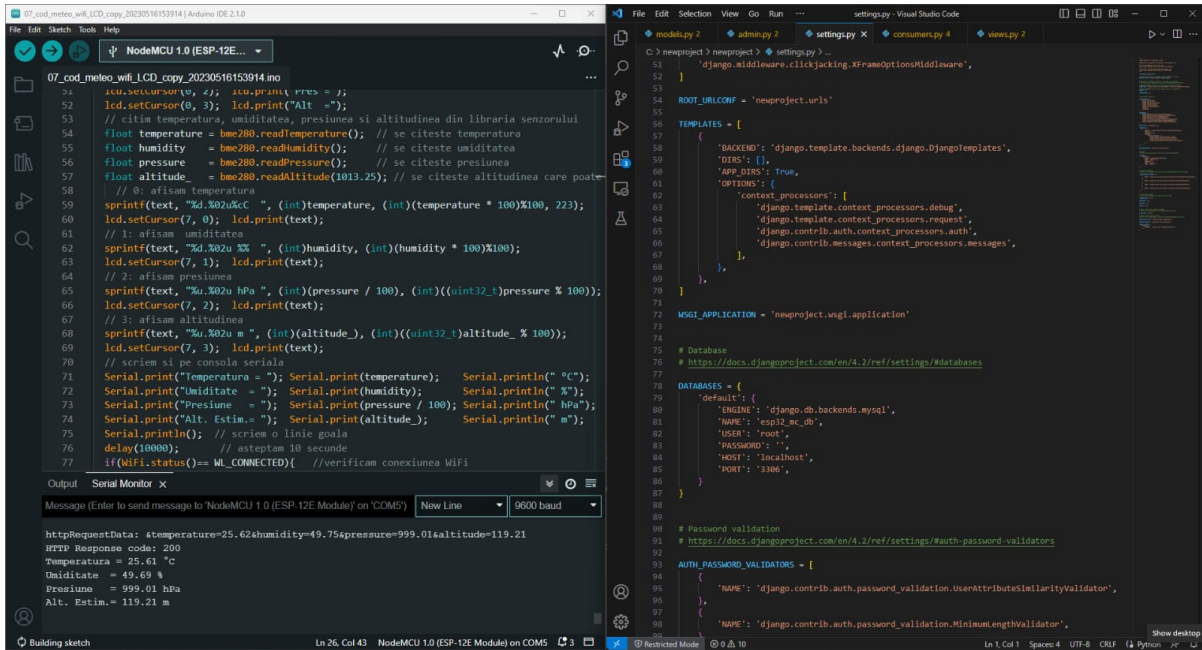 07_cod_meteo_wifi_LCD_copy_20230516153914 | Arduino IDE 2.1.0
File Edit Sketch Tools Help
NodeMCU 1.0 (ESP-12E...
07_cod_meteo_wifi_LCD_copy_20230516153914.ino
51 lcd.setCursor(0, 2); lcd.print("Pres =");
52 lcd.setCursor(0, 3); lcd.print("Alt =");
53 // citim temperatura, umiditatea, presiunea si altitudinea din libraria senzorului
54 float temperature = bme280.readTemperature(); // se citeste temperatura
55 float humidity = bme280.readHumidity(); // se citeste umiditatea
56 float pressure = bme280.readPressure(); // se citeste presiunea
57 float altitude_ = bme280.readAltitude(1013.25); // se citeste altitudinea care poate
58 // 0: afisam temperatura
59 sprintf(text, "%d.%02u%cC ", (int)temperature, (int)(temperature * 100)%100, 223);
60 lcd.setCursor(7, 0); lcd.print(text);
61 // 1: afisam umiditatea
62 sprintf(text, "%d.%02u %% ", (int)humidity, (int)(humidity * 100)%100);
63 lcd.setCursor(7, 1); lcd.print(text);
64 // 2: afisam presiunea
65 sprintf(text, "%u.%02u hPa ", (int)(pressure / 100), (int)((uint32_t)pressure % 100));
66 lcd.setCursor(7, 2); lcd.print(text);
67 // 3: afisam altitudinea
68 sprintf(text, "%u.%02u m ", (int)(altitude_), (int)((uint32_t)altitude_ % 100));
69 lcd.setCursor(7, 3); lcd.print(text);
70 // scriem si pe consola seriala
71 Serial.print("Temperatura = "); Serial.print(temperature); Serial.println(" ºC");
72 Serial.print("Umiditate = "); Serial.print(humidity); Serial.println(" %");
73 Serial.print("Presiune = "); Serial.print(pressure / 100); Serial.println(" hPa");
74 Serial.print("Alt. Estim.= "); Serial.print(altitude_); Serial.println(" m");
75 Serial.println(); // scriem o linie goala
76 delay(10000); // asteptam 10 secunde
77 if(WiFi.status()== WL_CONNECTED){ //verificam conexiunea WiFi
Output Serial Monitor ×
Message (Enter to send message to 'NodeMCU 1.0 (ESP-12E Module)' on 'COM5') New Line 9600 baud
httpRequestData: &temperature=25.62&humidity=49.75&pressure=999.01&altitude=119.21
HTTP Response code: 200
Temperatura = 25.61 °C
Umiditate = 49.69 %
Presiune = 999.01 hPa
Alt. Estim.= 119.21 m
Building sketch Ln 26, Col 43 NodeMCU 1.0 (ESP-12E Module) on COM5 3
File Edit Selection View Go Run ... settings.py - Visual Studio Code
models.py 2 admin.py 2 settings.py × consumers.py 4 views.py 2
C: > newproject > newproject > settings.py > ...
51 'django.middleware.clickjacking.XFrameOptionsMiddleware',
52 ]
53
54 ROOT_URLCONF = 'newproject.urls'
55
56 TEMPLATES = [
57 {
58 'BACKEND': 'django.template.backends.django.DjangoTemplates',
59 'DIRS': [],
60 'APP_DIRS': True,
61 'OPTIONS': {
62 'context_processors': [
63 'django.template.context_processors.debug',
64 'django.template.context_processors.request',
65 'django.contrib.auth.context_processors.auth',
66 'django.contrib.messages.context_processors.messages',
67 ],
68 },
69 },
70 ]
71
72 WSGI_APPLICATION = 'newproject.wsgi.application'
73
74
75 # Database
76 # https://docs.djangoproject.com/en/4.2/ref/settings/#databases
77
78 DATABASES = {
79 'default': {
80 'ENGINE': 'django.db.backends.mysql',
81 'NAME': 'esp32_mc_db',
82 'USER': 'root',
83 'PASSWORD': '',
84 'HOST': 'localhost',
85 'PORT': '3306',
86 }
87 }
88
89
90 # Password validation
91 # https://docs.djangoproject.com/en/4.2/ref/settings/#auth-password-validators
92
93 AUTH_PASSWORD_VALIDATORS = [
94 {
95 'NAME': 'django.contrib.auth.password_validation.UserAttributeSimilarityValidator',
96 },
97 {
98 'NAME': 'django.contrib.auth.password_validation.MinimumLengthValidator',
Show desktop
Restricted Mode 0 10 Ln 1, Col 1 Spaces: 4 UTF-8 CRLF Python